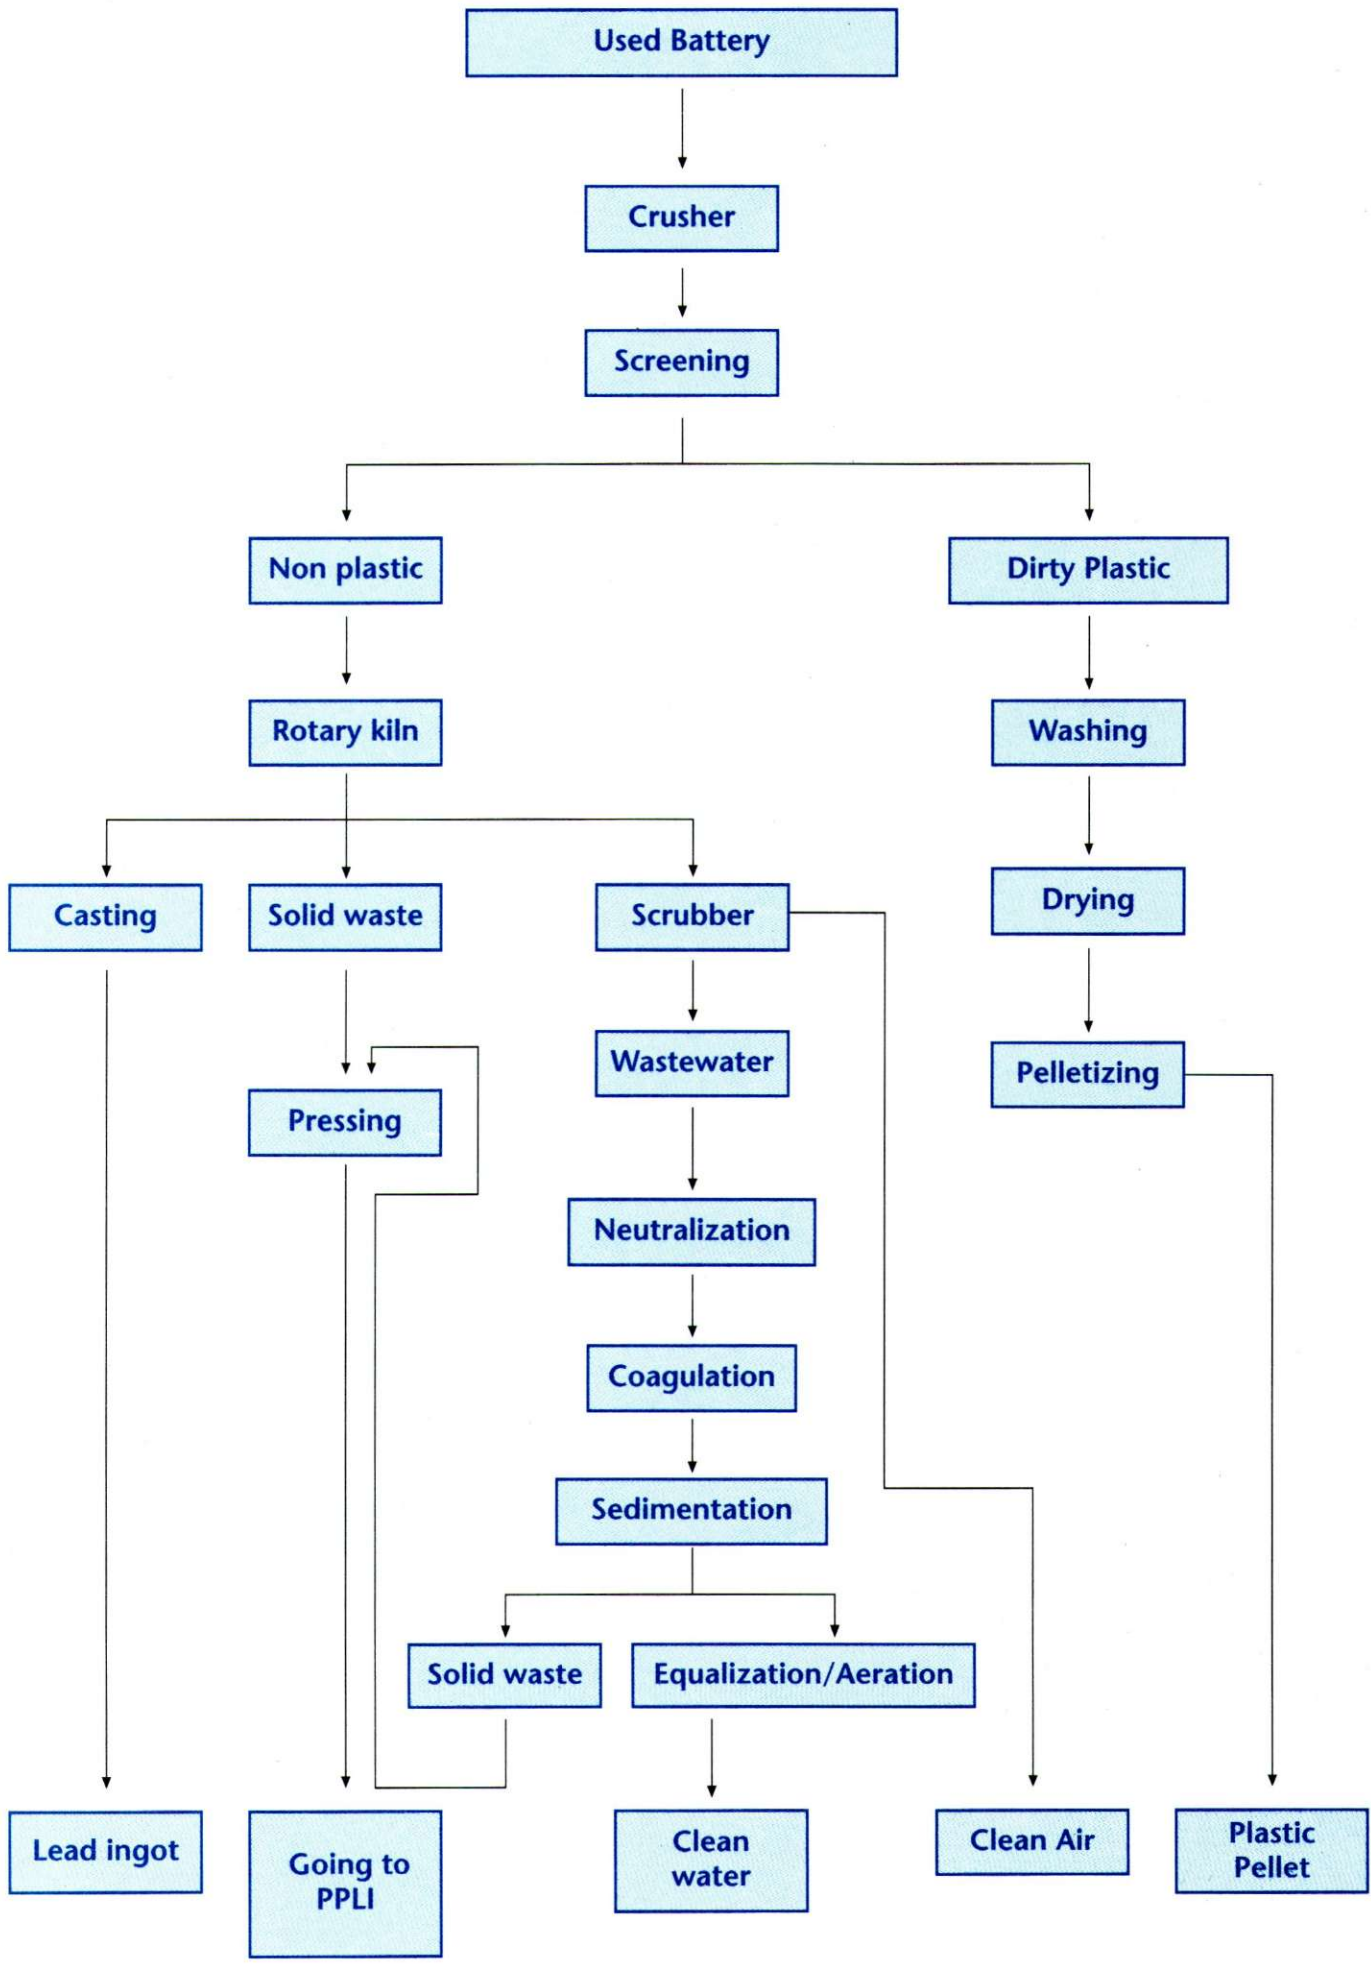 Used Battery
Crusher
Screening
Non plastic
Dirty Plastic
Rotary kiln
Washing
Casting
Solid waste
Scrubber
Drying
Wastewater
Pelletizing
Pressing
Neutralization
Coagulation
Sedimentation
Solid waste
Equalization/Aeration
Lead ingot
Going to
PPLI
Clean
water
Clean Air
Plastic
Pellet